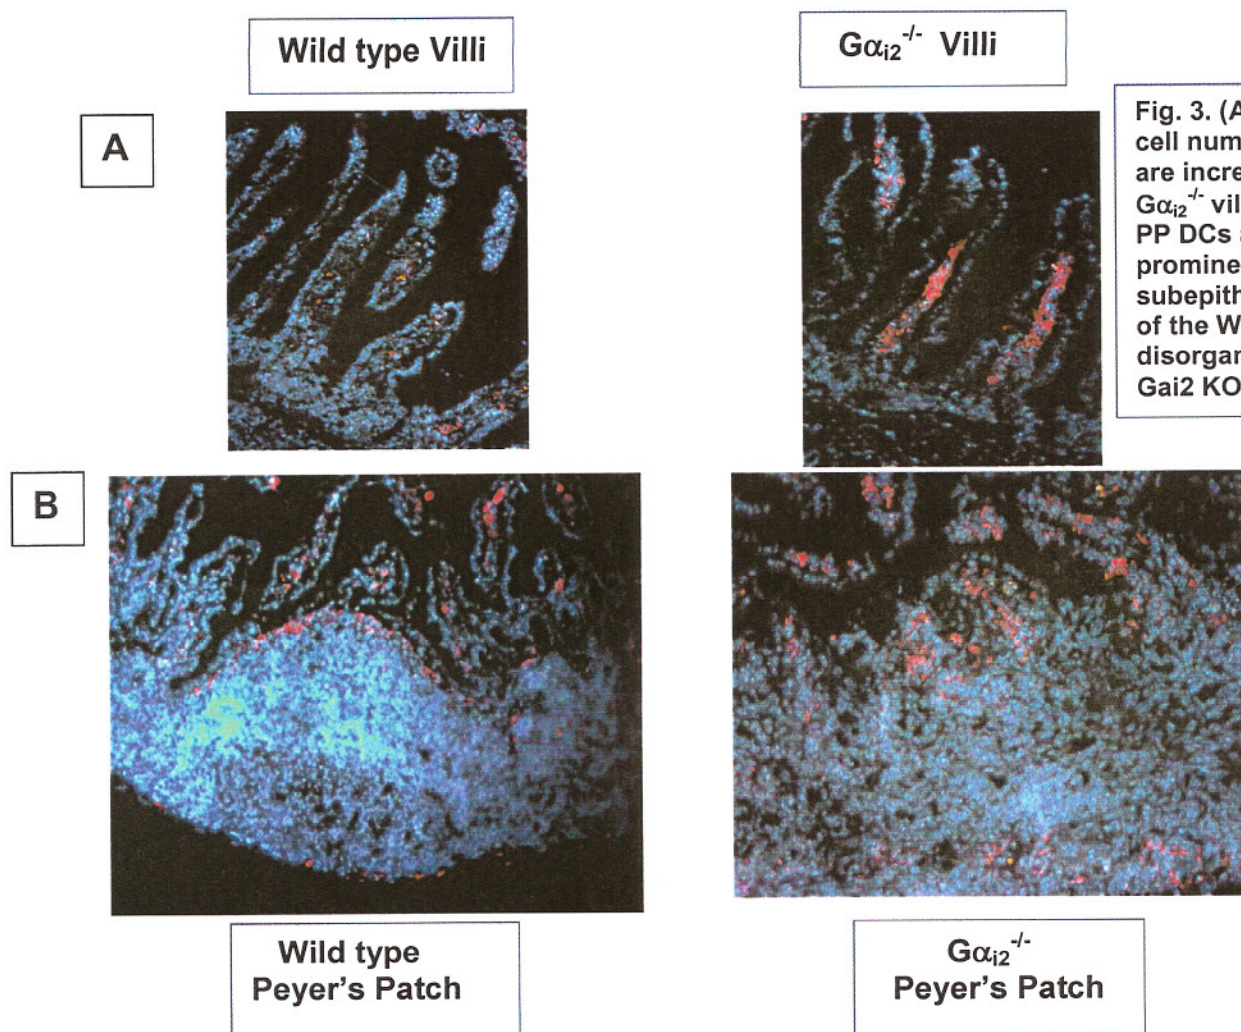 Wild type Villi
Gαi2-/- Villi
A
Fig. 3. (A
cell num
are incre
Gαi2-/- vil
PP DCs a
promine
subepith
of the W
disorgan
Gai2 KO
B
Wild type
Peyer's Patch
Gαi2-/-
Peyer's Patch